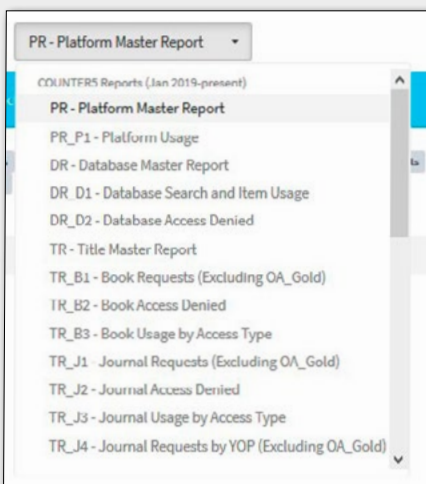 PR - Platform Master Report
COUNTER5 Reports (Jan 2019-present)
PR - Platform Master Report
PR_P1 - Platform Usage
DR - Database Master Report
DR_D1 - Database Search and Item Usage
DR_D2 - Database Access Denied
TR - Title Master Report
TR_B1 - Book Requests (Excluding OA_Gold)
TR_B2 - Book Access Denied
TR_B3 - Book Usage by Access Type
TR_J1 - Journal Requests (Excluding OA_Gold)
TR_J2 - Journal Access Denied
TR_J3 - Journal Usage by Access Type
TR_J4 - Journal Requests by YOP (Excluding OA_Gold)